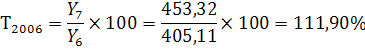 T₂₀₀₆ = Y₇/Y₆ × 100 = 453,32/405,11 × 100 = 111,90%